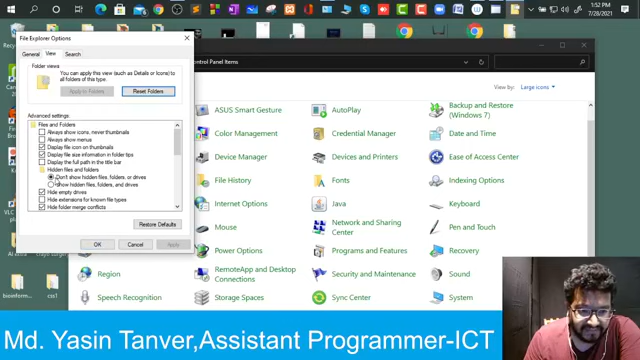 1:52 PM
7/28/2021
File Explorer Options
General
View
Search
Folder views
You can apply this view (such as Details or Icons) to
all folders of this type.
Apply to Folders
Reset Folders
Advanced settings:
Files and Folders
Always show icons, never thumbnails
Always show menus
Display file icon on thumbnails
Display file size information in folder tips
Display the full path in the title bar
Hidden files and folders
Don't show hidden files, folders, or drives
Show hidden files, folders, and drives
Hide empty drives
Hide extensions for known file types
Hide folder merge conflicts
Restore Defaults
OK
Cancel
Apply
Control Panel Items
View by:
Large icons
ASUS Smart Gesture
AutoPlay
Backup and Restore
(Windows 7)
Color Management
Credential Manager
Date and Time
Device Manager
Devices and Printers
File History
Fonts
Indexing Options
Internet Options
Java
Keyboard
Mouse
Pen and Touch
Power Options
Programs and Features
Recovery
Region
RemoteApp and Desktop
Connections
Security and Maintenance
Sound
Speech Recognition
Storage Spaces
Sync Center
System
css1
Md. Yasin Tanver,Assistant Programmer-ICT